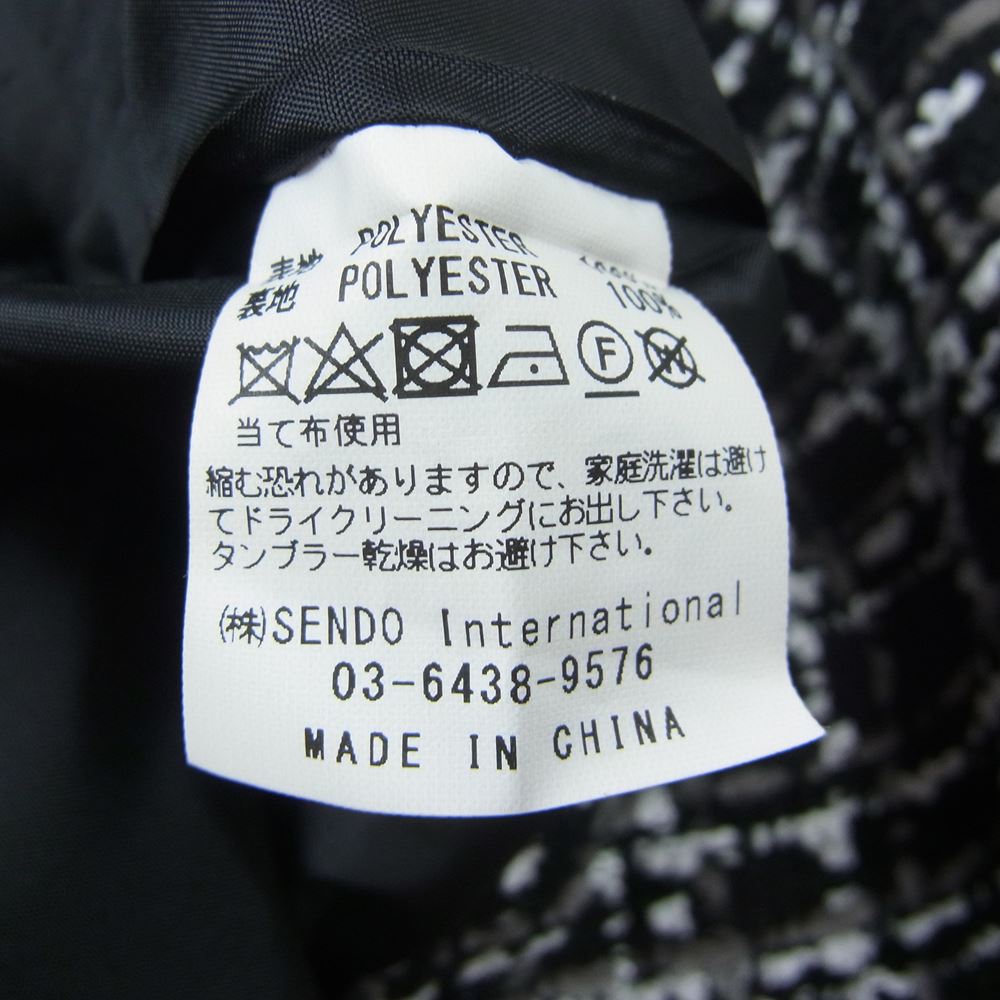 表地 POLYESTER 100%
裏地 POLYESTER 100%
F W
当て布使用
縮む恐れがありますので、家庭洗濯は避け
てドライクリーニングにお出し下さい。
タンブラー乾燥はお避け下さい。
㈱SENDO International
03-6438-9576
MADE IN CHINA